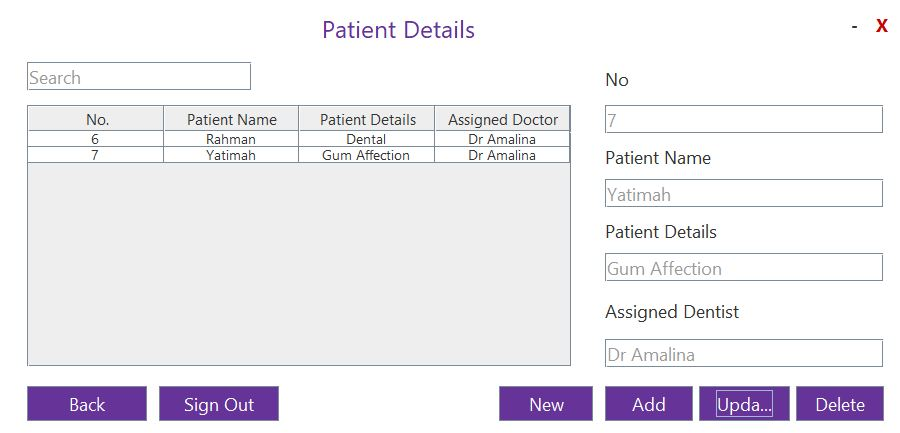 Patient Details
- X
Search
No. Patient Name Patient Details Assigned Doctor
6 Rahman Dental Dr Amalina
7 Yatimah Gum Affection Dr Amalina
No
7
Patient Name
Yatimah
Patient Details
Gum Affection
Assigned Dentist
Dr Amalina
Back Sign Out New Add Upda... Delete